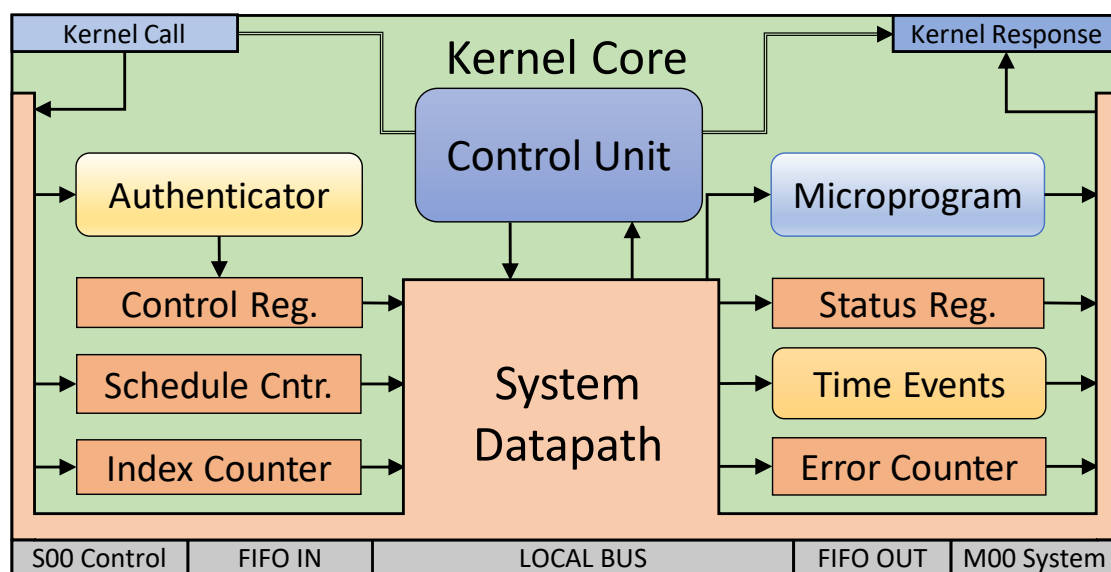 Kernel Call
Kernel Response
Kernel Core
Control Unit
Authenticator
Microprogram
Control Reg.
Status Reg.
Schedule Cntr.
System
Datapath
Time Events
Index Counter
Error Counter
S00 Control
FIFO IN
LOCAL BUS
FIFO OUT
M00 System